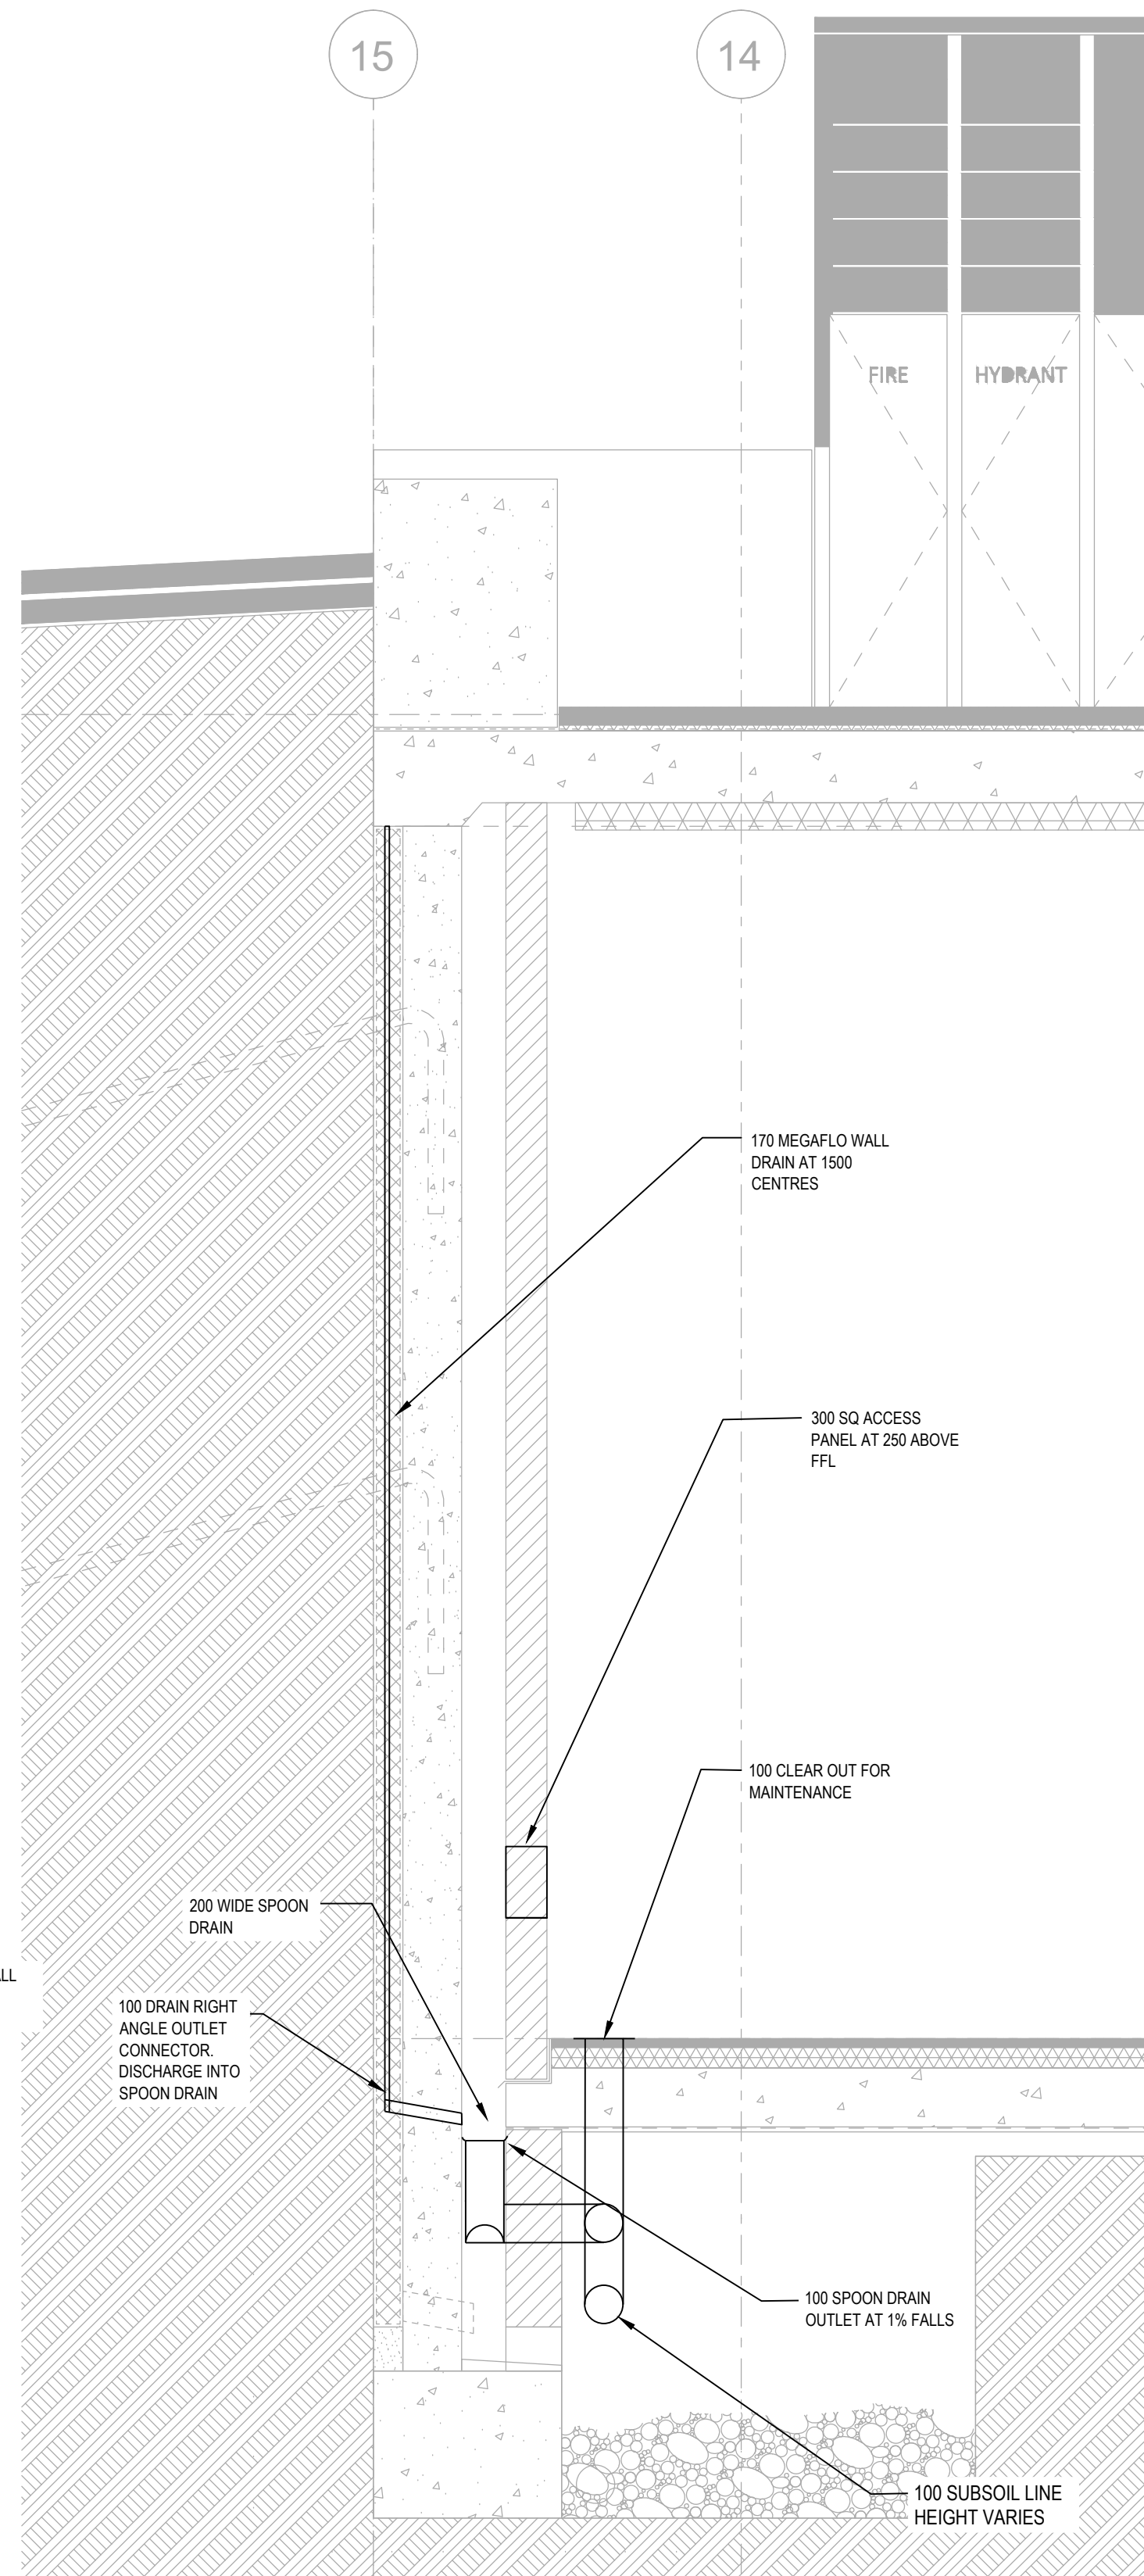 15
14
FIRE
HYDRANT
170 MEGAFLO WALL
DRAIN AT 1500
CENTRES
300 SQ ACCESS
PANEL AT 250 ABOVE
FFL
100 CLEAR OUT FOR
MAINTENANCE
200 WIDE SPOON
DRAIN
100 DRAIN RIGHT
ANGLE OUTLET
CONNECTOR.
DISCHARGE INTO
SPOON DRAIN
100 SPOON DRAIN
OUTLET AT 1% FALLS
100 SUBSOIL LINE
HEIGHT VARIES